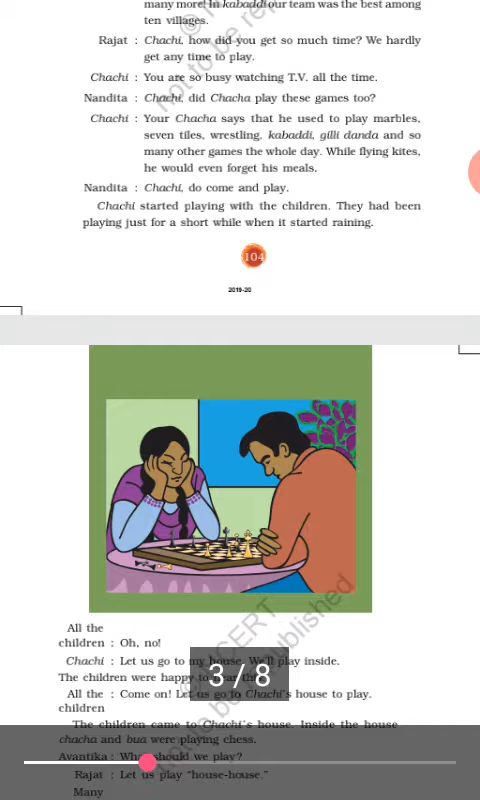 many more! In kabaddi our team was the best among
ten villages.
Rajat : Chachi, how did you get so much time? We hardly
get any time to play.
Chachi : You are so busy watching T.V. all the time.
Nandita : Chachi, did Chacha play these games too?
Chachi : Your Chacha says that he used to play marbles,
seven tiles, wrestling, kabaddi, gilli danda and so
many other games the whole day. While flying kites,
he would even forget his meals.
Nandita : Chachi, do come and play.
Chachi started playing with the children. They had been
playing just for a short while when it started raining.
104
2019-20
All the
children : Oh, no!
Chachi : Let us go to my house. We'll play inside.
The children were happy to hear this.
3 / 8
All the : Come on! Let us go to Chachi's house to play.
children
The children came to Chachi's house. Inside the house
chacha and bua were playing chess.
Avantika : What should we play?
Rajat : Let us play "house-house."
Many